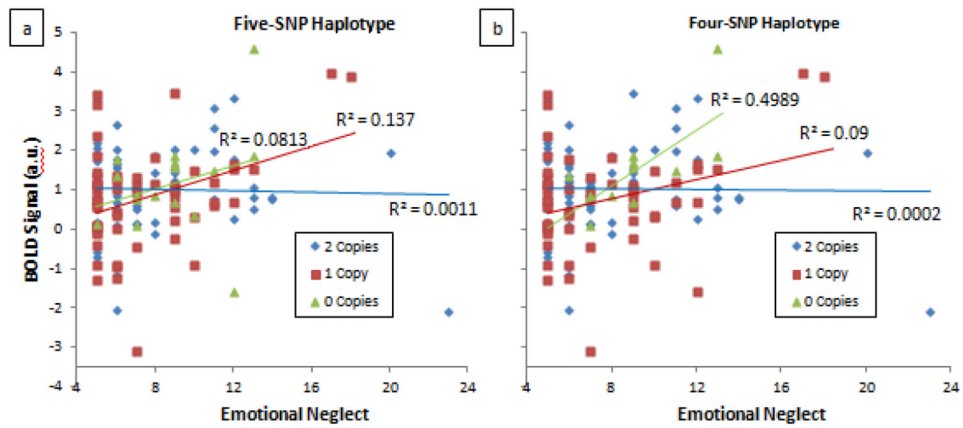 a
Five-SNP Haplotype
BOLD Signal (a.u.)
5
4
3
2
1
0
-1
-2
-3
-4
R² = 0.0813
R² = 0.137
R² = 0.0011
2 Copies
1 Copy
0 Copies
4
8
12
16
20
24
Emotional Neglect
b
Four-SNP Haplotype
R² = 0.4989
R² = 0.09
R² = 0.0002
2 Copies
1 Copy
0 Copies
4
8
12
16
20
24
Emotional Neglect